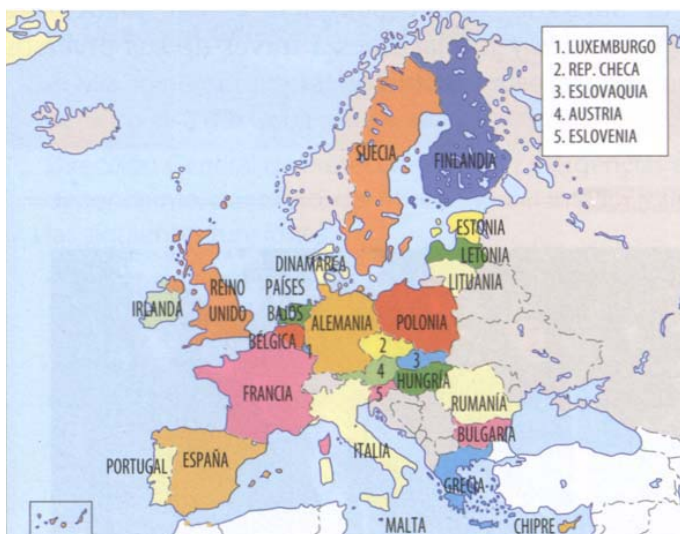 1. LUXEMBURGO
2. REP. CHECA
3. ESLOVAQUIA
4. AUSTRIA
5. ESLOVENIA
SUECIA
FINLANDIA
ESTONIA
LETONIA
LITUANIA
DINAMARCA
IRLANDA
REINO
UNIDO
PAÍSES
BAJOS
BÉLGICA
1
ALEMANIA
POLONIA
2
3
4
5
HUNGRÍA
FRANCIA
RUMANÍA
BULGARIA
PORTUGAL
ESPAÑA
ITALIA
GRECIA
MALTA
CHIPRE